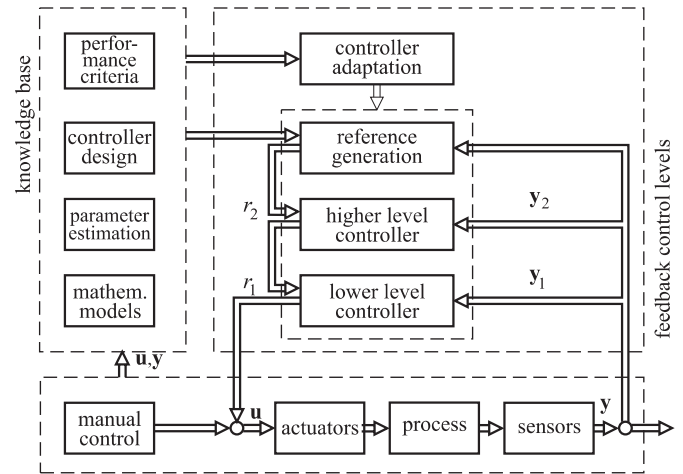 knowledge base
perfor-
mance
criteria
controller
design
parameter
estimation
mathem.
models
controller
adaptation
reference
generation
r2
higher level
controller
r1
lower level
controller
y2
y1
feedback control levels
u,y
manual
control
u
actuators
process
sensors
y